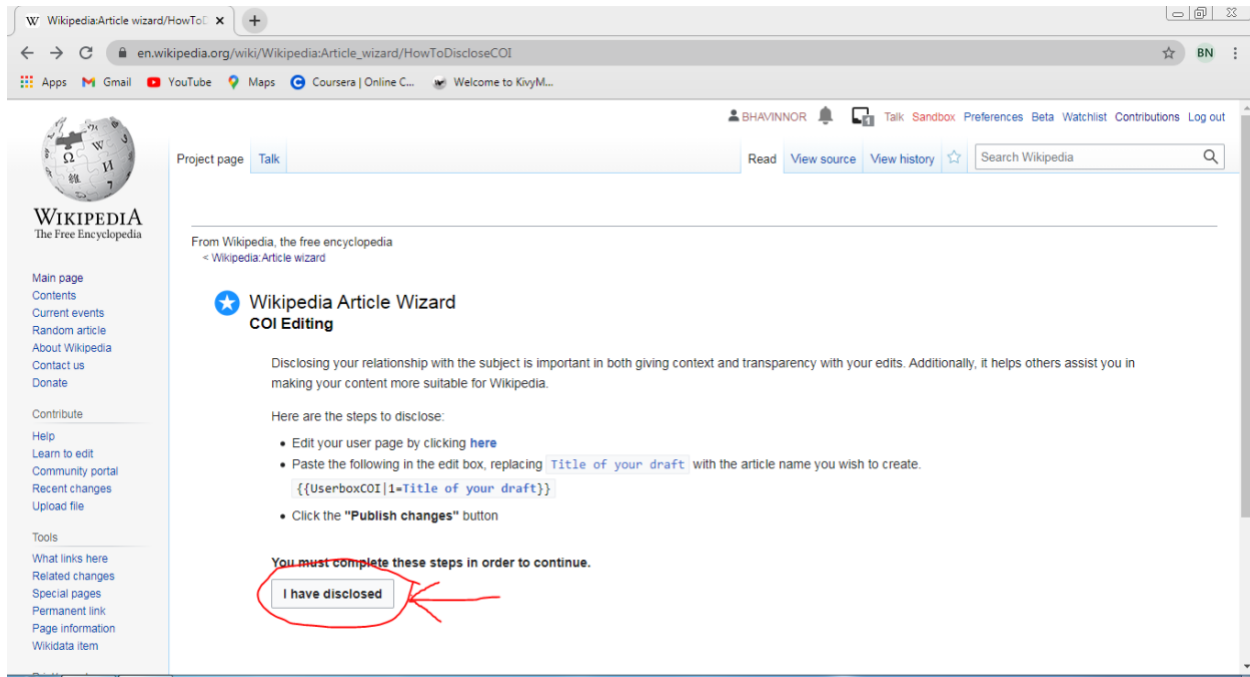 Wikipedia:Article wizard/HowToD
en.wikipedia.org/wiki/Wikipedia:Article_wizard/HowToDiscloseCOI
BN
Apps Gmail YouTube Maps Coursera | Online C... Welcome to KivyM...
BHAVINNOR 1 Talk Sandbox Preferences Beta Watchlist Contributions Log out
Project page Talk Read View source View history Search Wikipedia
WIKIPEDIA
The Free Encyclopedia
From Wikipedia, the free encyclopedia
< Wikipedia:Article wizard
Main page
Contents
Current events
Random article
About Wikipedia
Contact us
Donate
Contribute
Help
Learn to edit
Community portal
Recent changes
Upload file
Tools
What links here
Related changes
Special pages
Permanent link
Page information
Wikidata item
Wikipedia Article Wizard
COI Editing
Disclosing your relationship with the subject is important in both giving context and transparency with your edits. Additionally, it helps others assist you in
making your content more suitable for Wikipedia.
Here are the steps to disclose:
• Edit your user page by clicking here
• Paste the following in the edit box, replacing Title of your draft with the article name you wish to create.
{{UserboxCOI|1=Title of your draft}}
• Click the "Publish changes" button
You must complete these steps in order to continue.
I have disclosed